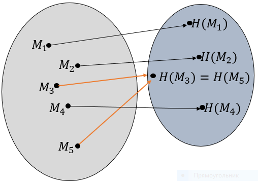 M₁
H(M₁)
M₂
H(M₂)
M₃
H(M₃) = H(M₅)
M₄
H(M₄)
M₅